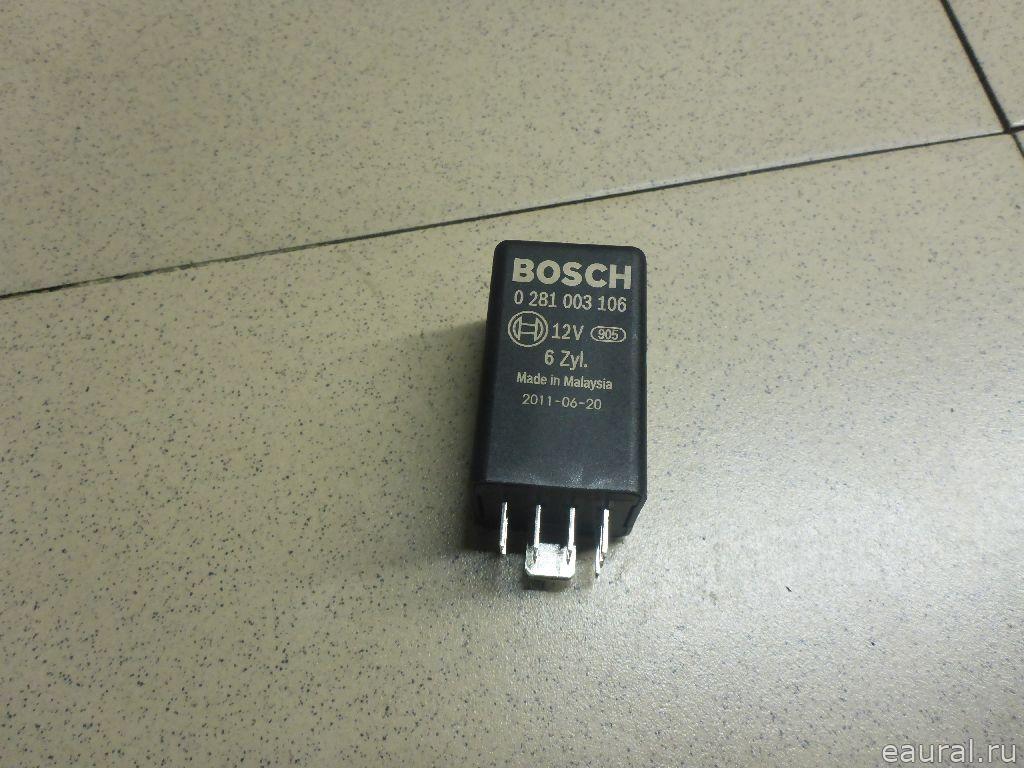 BOSCH
0 281 003 106
12V 905
6 Zyl.
Made in Malaysia
2011-06-20
eaural.ru